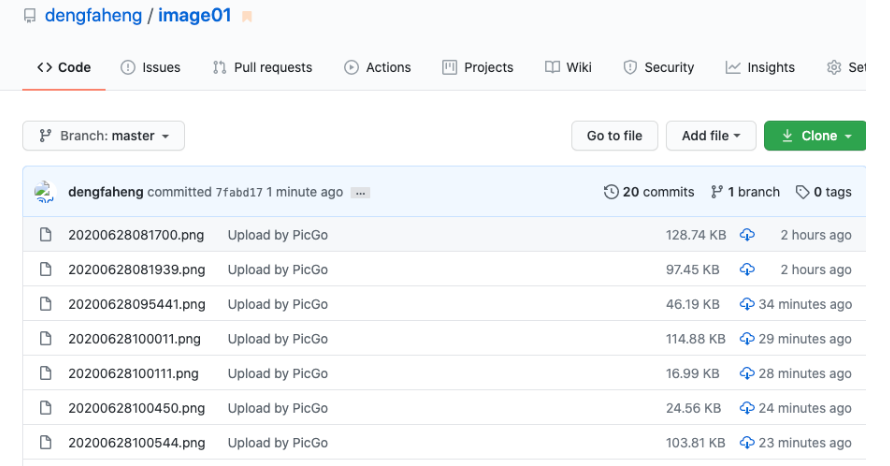 dengfaheng / image01
Code Issues Pull requests Actions Projects Wiki Security Insights Set
Branch: master Go to file Add file Clone
dengfaheng committed 7fabd17 1 minute ago ... 20 commits 1 branch 0 tags
20200628081700.png Upload by PicGo 128.74 KB 2 hours ago
20200628081939.png Upload by PicGo 97.45 KB 2 hours ago
20200628095441.png Upload by PicGo 46.19 KB 34 minutes ago
20200628100011.png Upload by PicGo 114.88 KB 29 minutes ago
20200628100111.png Upload by PicGo 16.99 KB 28 minutes ago
20200628100450.png Upload by PicGo 24.56 KB 24 minutes ago
20200628100544.png Upload by PicGo 103.81 KB 23 minutes ago